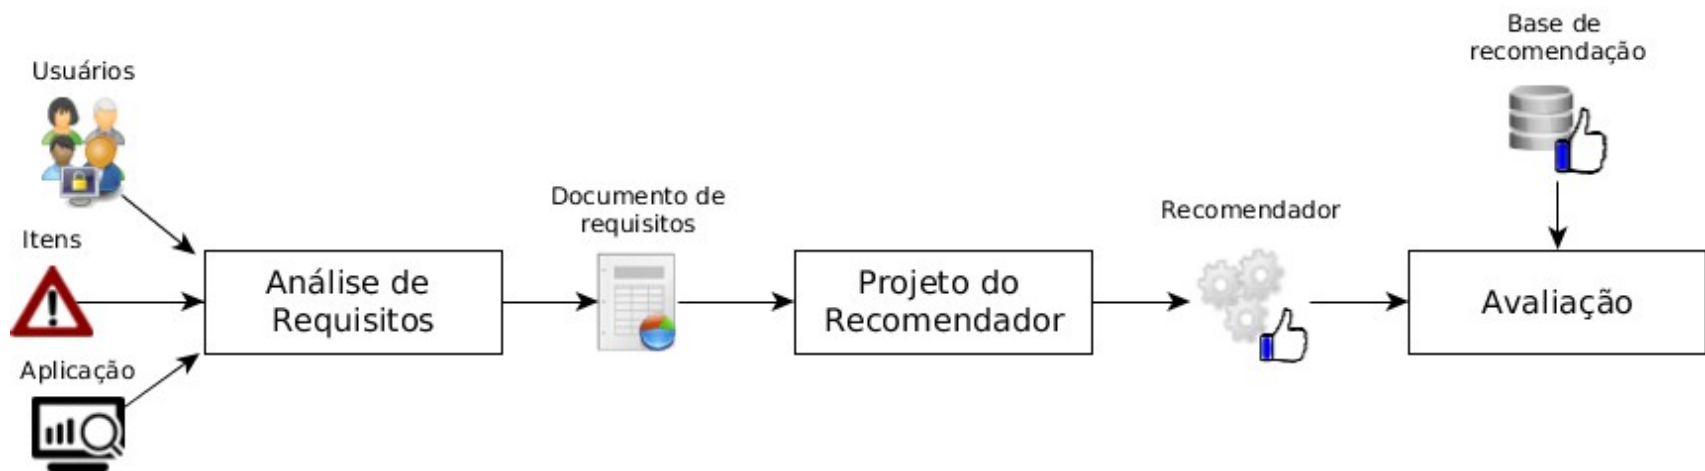 Usuários
Itens
Aplicação
Análise de
Requisitos
Documento de
requisitos
Projeto do
Recomendador
Recomendador
Base de
recomendação
Avaliação